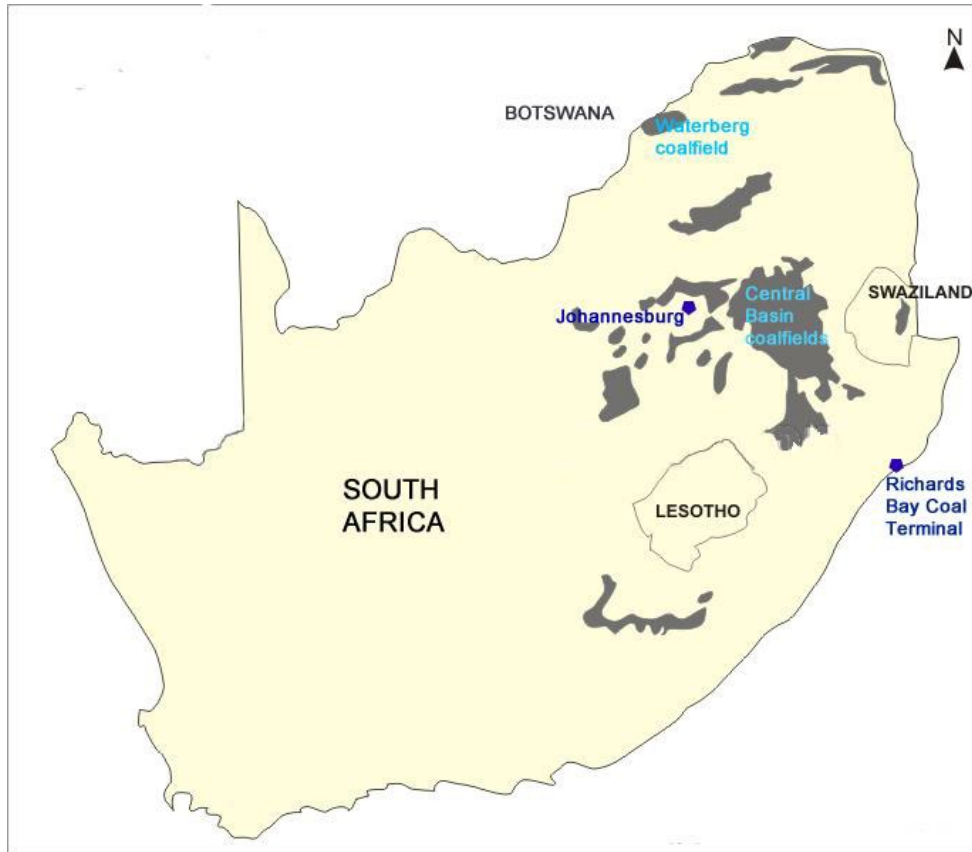 N
BOTSWANA
Waterberg
coalfield
SWAZILAND
Central
Basin
coalfields
Johannesburg
SOUTH
AFRICA
LESOTHO
Richards
Bay Coal
Terminal